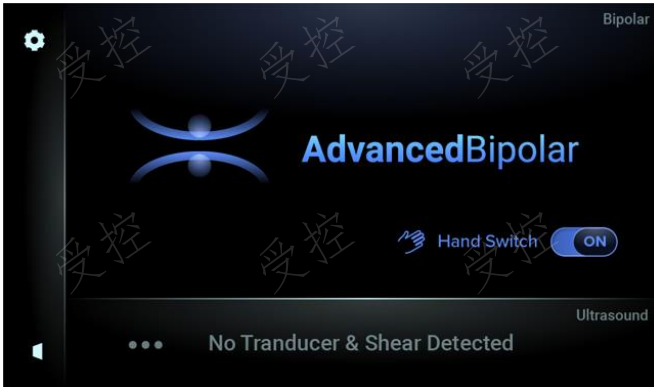 Bipolar
受控 受控 受控
AdvancedBipolar
受控 受控 受控
Hand Switch ON
Ultrasound
No Tranducer & Shear Detected